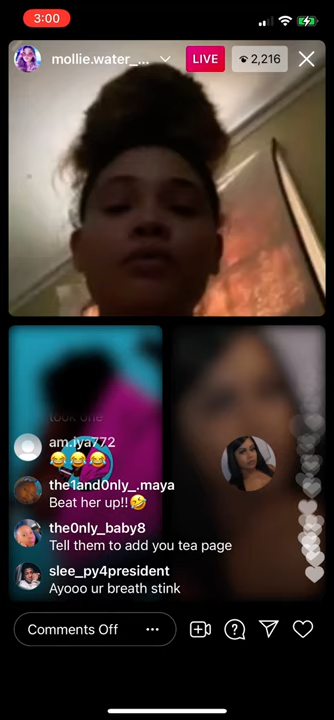 3:00
mollie.water_... LIVE 2,216
took one
am.iya772
😂😂😂
the1and0nly_.maya
Beat her up!!🤣
the0nly_baby8
Tell them to add you tea page
slee_py4president
Ayooo ur breath stink
Comments Off